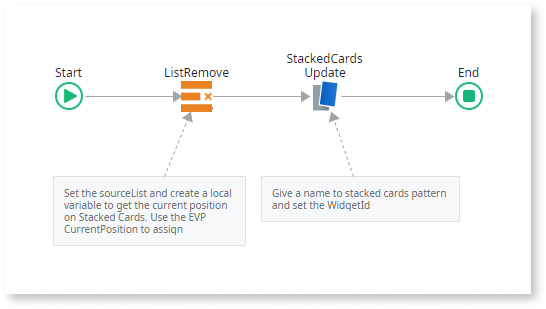 Start
ListRemove
StackedCards
Update
End
Set the sourceList and create a local
variable to get the current position
on Stacked Cards. Use the EVP
CurrentPosition to assign
Give a name to stacked cards pattern
and set the WidgetId